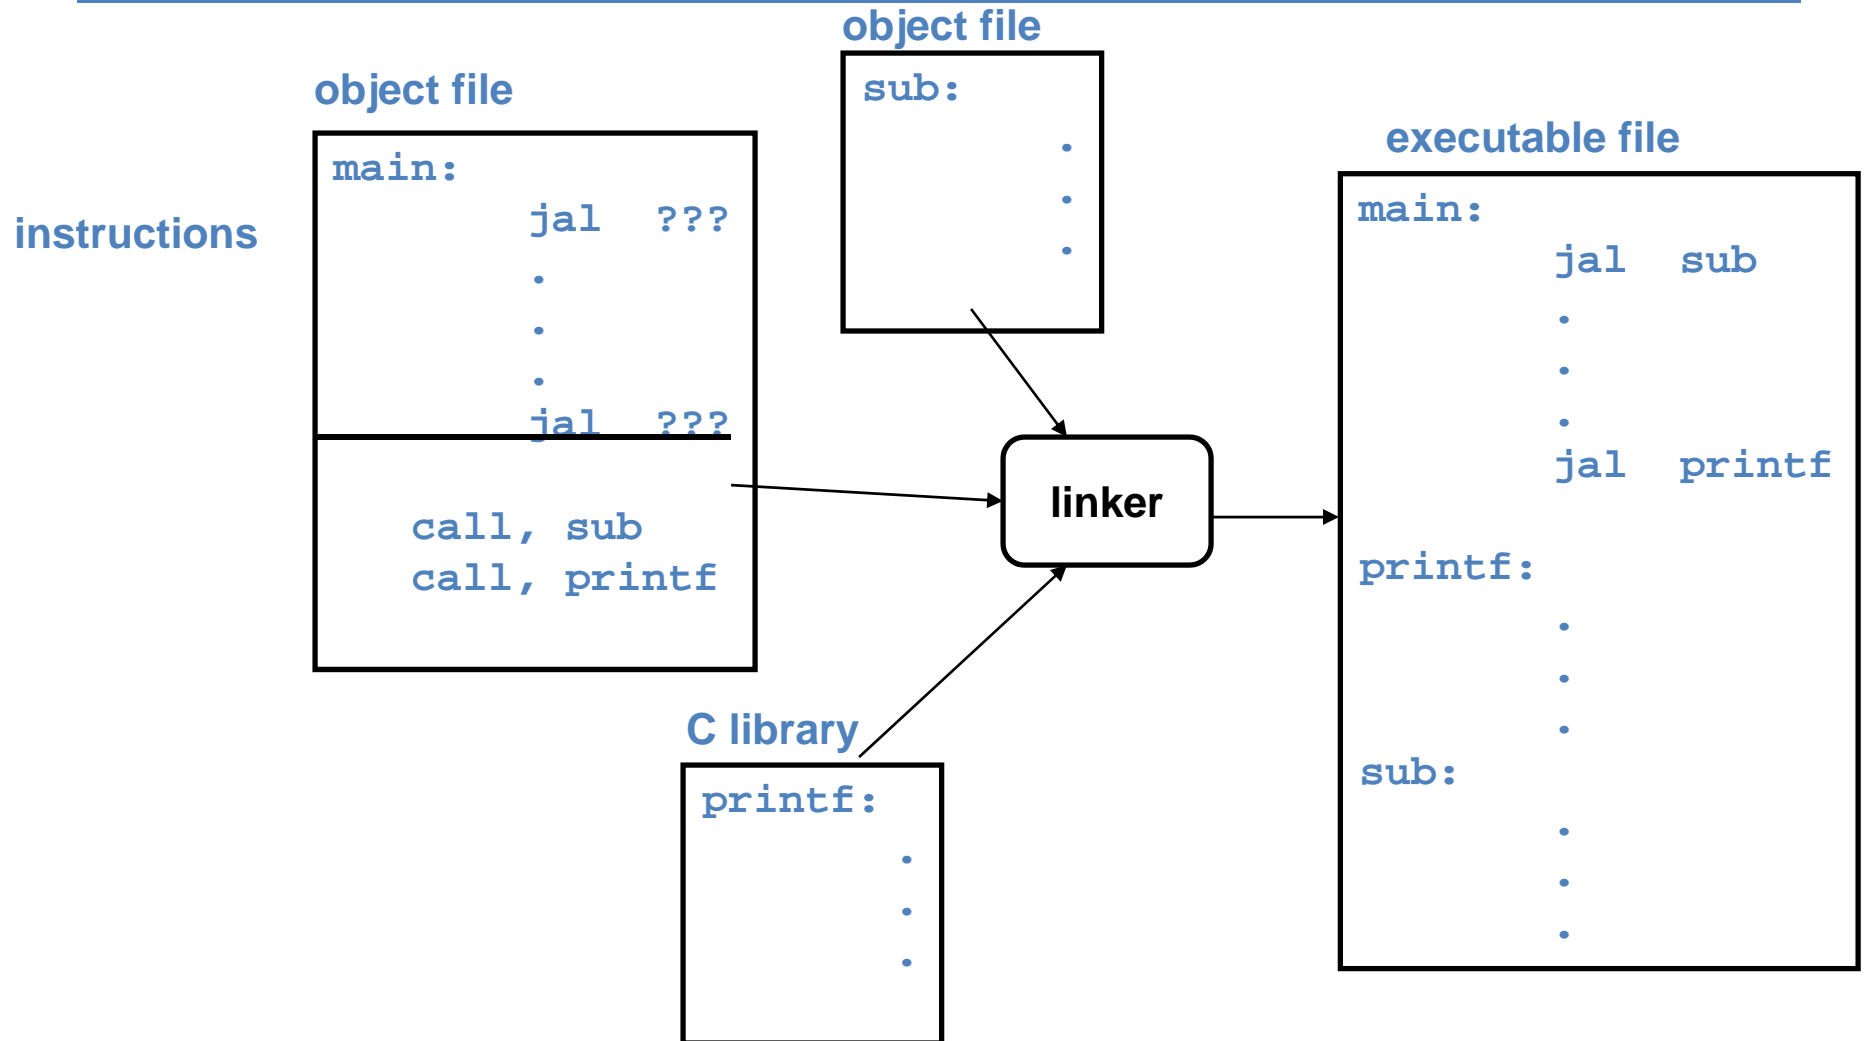 instructions
object file
main:
jal ???
.
.
.
jal ???
call, sub
call, printf
object file
sub:
.
.
.
C library
printf:
.
.
.
linker
executable file
main:
jal sub
.
.
.
jal printf
printf:
.
.
.
sub:
.
.
.